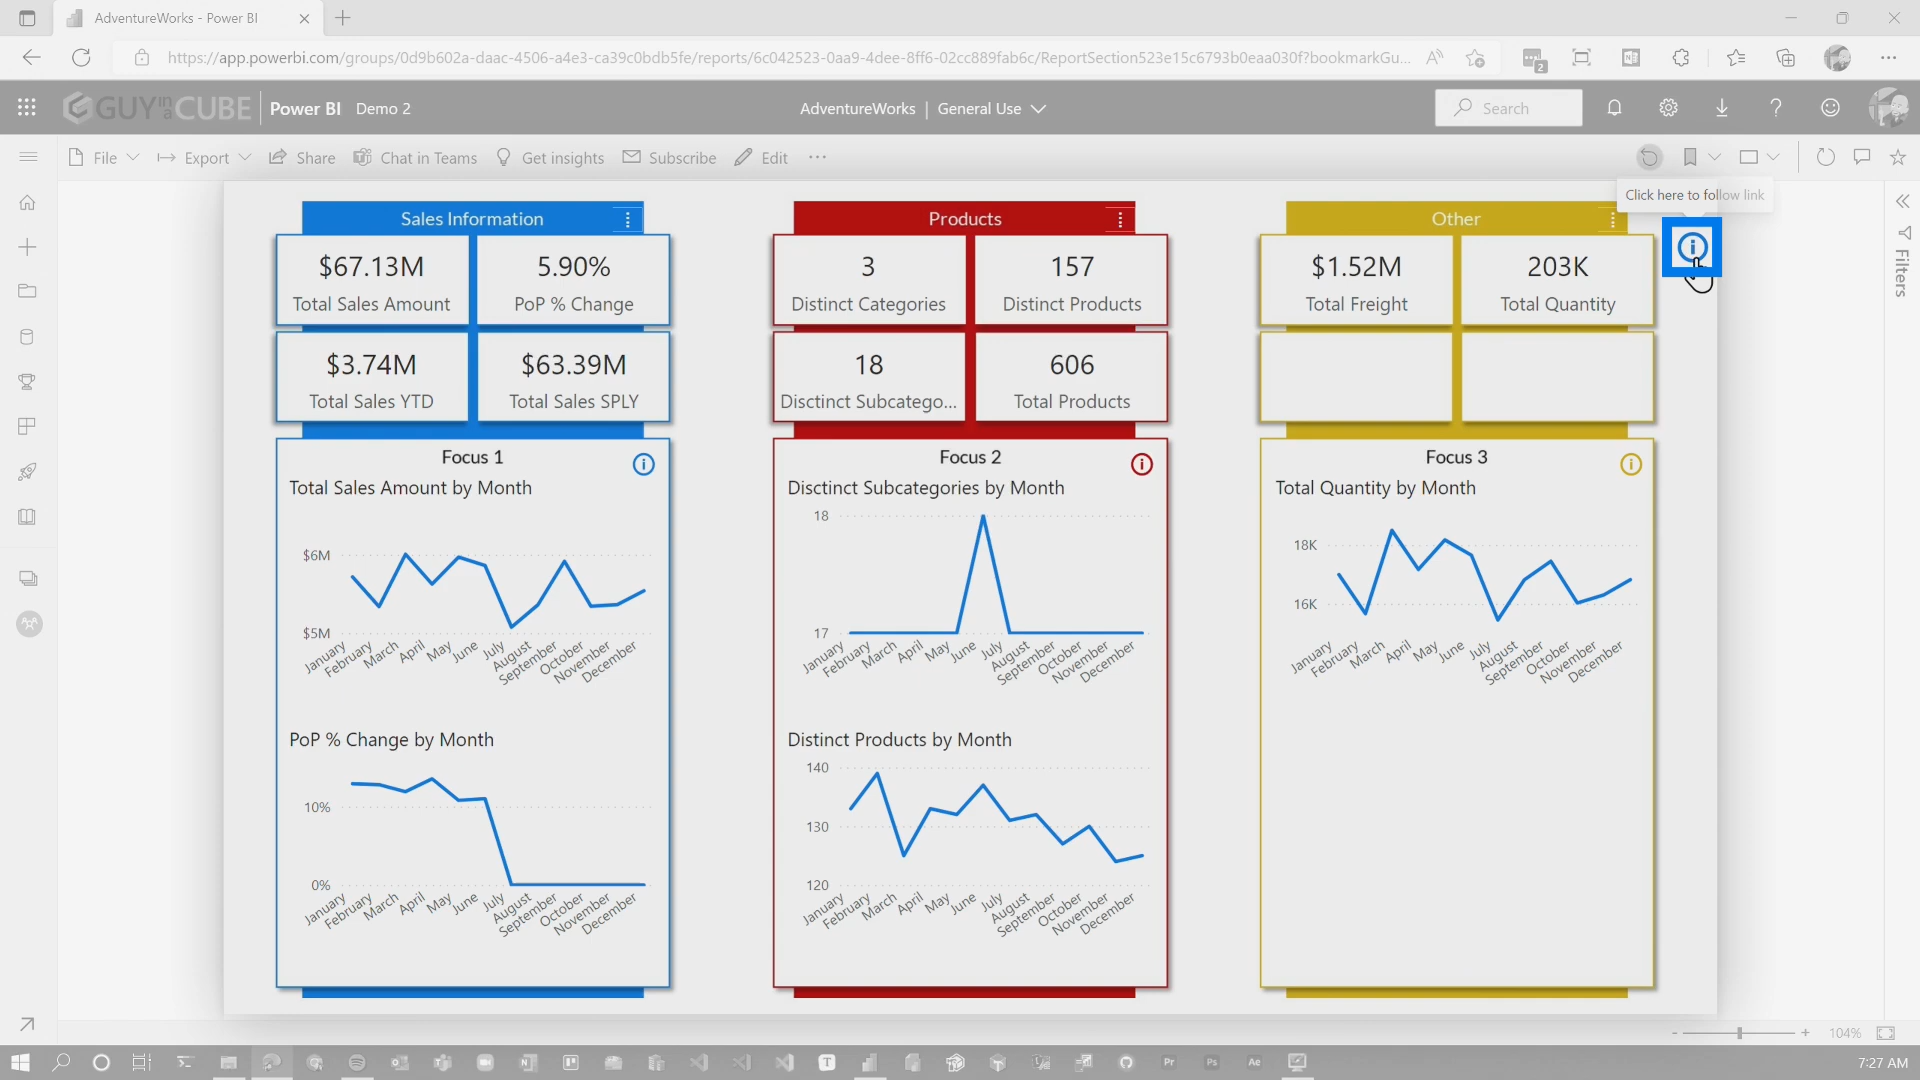 AdventureWorks - Power BI
https://app.powerbi.com/groups/0d9b602a-daac-4506-a4e3-ca39c0bdb5fe/reports/6c042523-0aa9-4dee-8ff6-02cc889fab6c/ReportSection523e15c6793b0eaa030f?bookmarkGu...
2
GUY IN A CUBE
Power BI
Demo 2
AdventureWorks | General Use
Search
File
Export
Share
Chat in Teams
Get insights
Subscribe
Edit
Click here to follow link
Filters
Sales Information
$67.13M
Total Sales Amount
5.90%
PoP % Change
$3.74M
Total Sales YTD
$63.39M
Total Sales SPLY
Focus 1
Total Sales Amount by Month
$6M
$5M
January
February
March
April
May
June
July
August
September
October
November
December
PoP % Change by Month
10%
0%
January
February
March
April
May
June
July
August
September
October
November
December
Products
3
Distinct Categories
157
Distinct Products
18
Disctinct Subcatego...
606
Total Products
Focus 2
Disctinct Subcategories by Month
18
17
January
February
March
April
May
June
July
August
September
October
November
December
Distinct Products by Month
140
130
120
January
February
March
April
May
June
July
August
September
October
November
December
Other
$1.52M
Total Freight
203K
Total Quantity
Focus 3
Total Quantity by Month
18K
16K
January
February
March
April
May
June
July
August
September
October
November
December
104%
Pr
Ps
Ae
7:27 AM